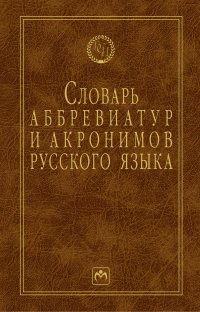 Словарь
аббревиатур
и акронимов
русского языка